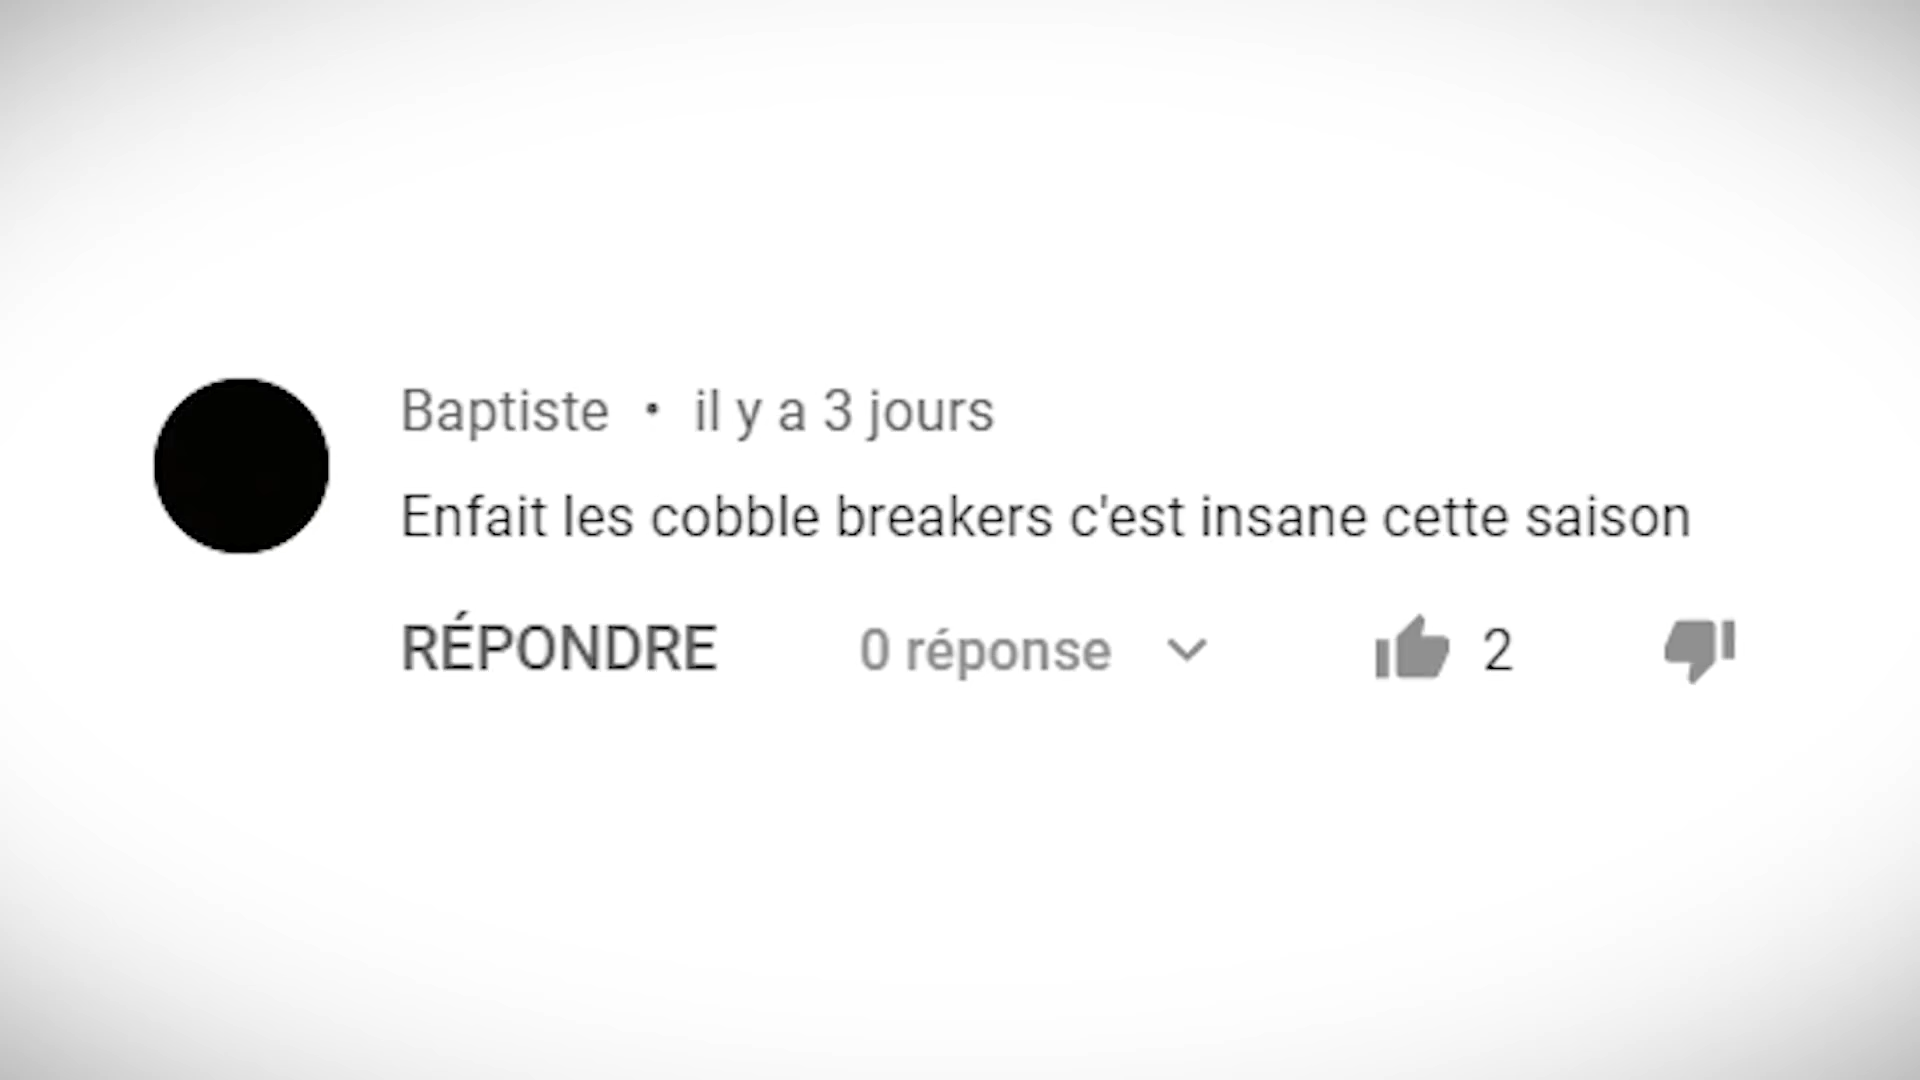 Baptiste • il y a 3 jours
Enfait les cobble breakers c'est insane cette saison
RÉPONDRE 0 réponse 2